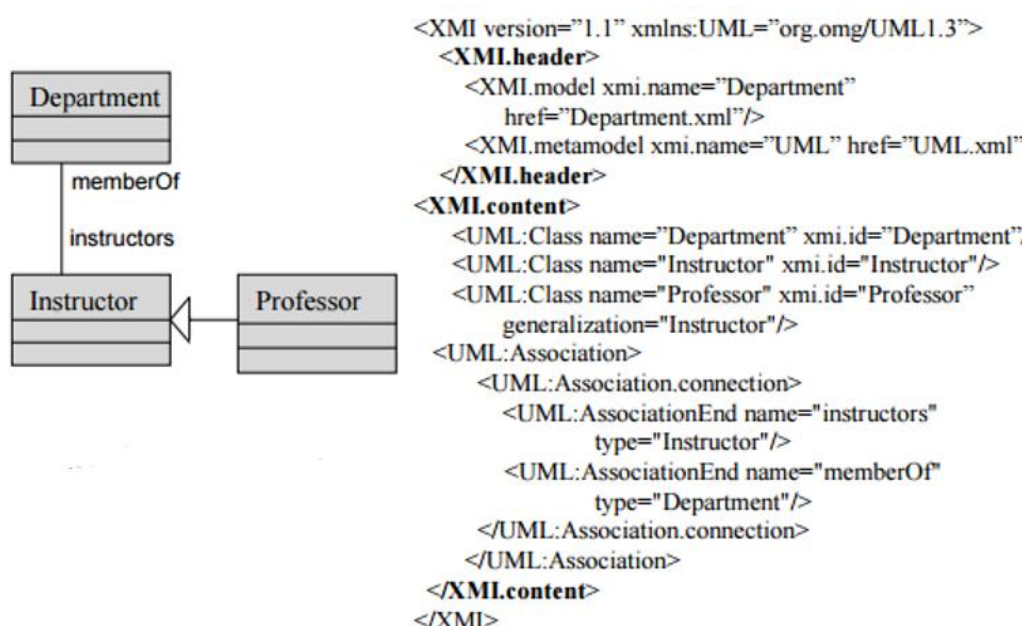 Department
memberOf
instructors
Instructor
Professor
<XMI version=”1.1” xmlns:UML=”org.omg/UML1.3”>
<XMI.header>
<XMI.model xmi.name=”Department”
href=”Department.xml”/>
<XMI.metamodel xmi.name=”UML” href=”UML.xml”
</XMI.header>
<XMI.content>
<UML:Class name=”Department” xmi.id=”Department”/
<UML:Class name="Instructor" xmi.id="Instructor"/>
<UML:Class name="Professor" xmi.id="Professor”
generalization="Instructor"/>
<UML:Association>
<UML:Association.connection>
<UML:AssociationEnd name="instructors"
type="Instructor"/>
<UML:AssociationEnd name="memberOf"
type="Department"/>
</UML:Association.connection>
</UML:Association>
</XMI.content>
</XMI>